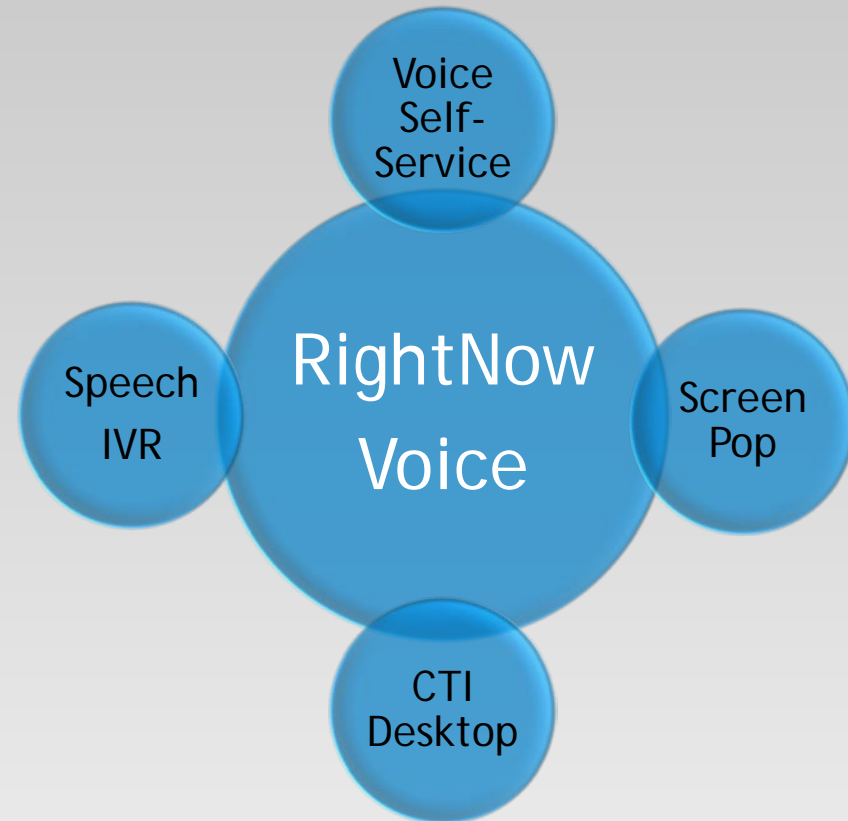 Voice
Self-
Service
Speech
IVR
RightNow
Voice
Screen
Pop
CTI
Desktop